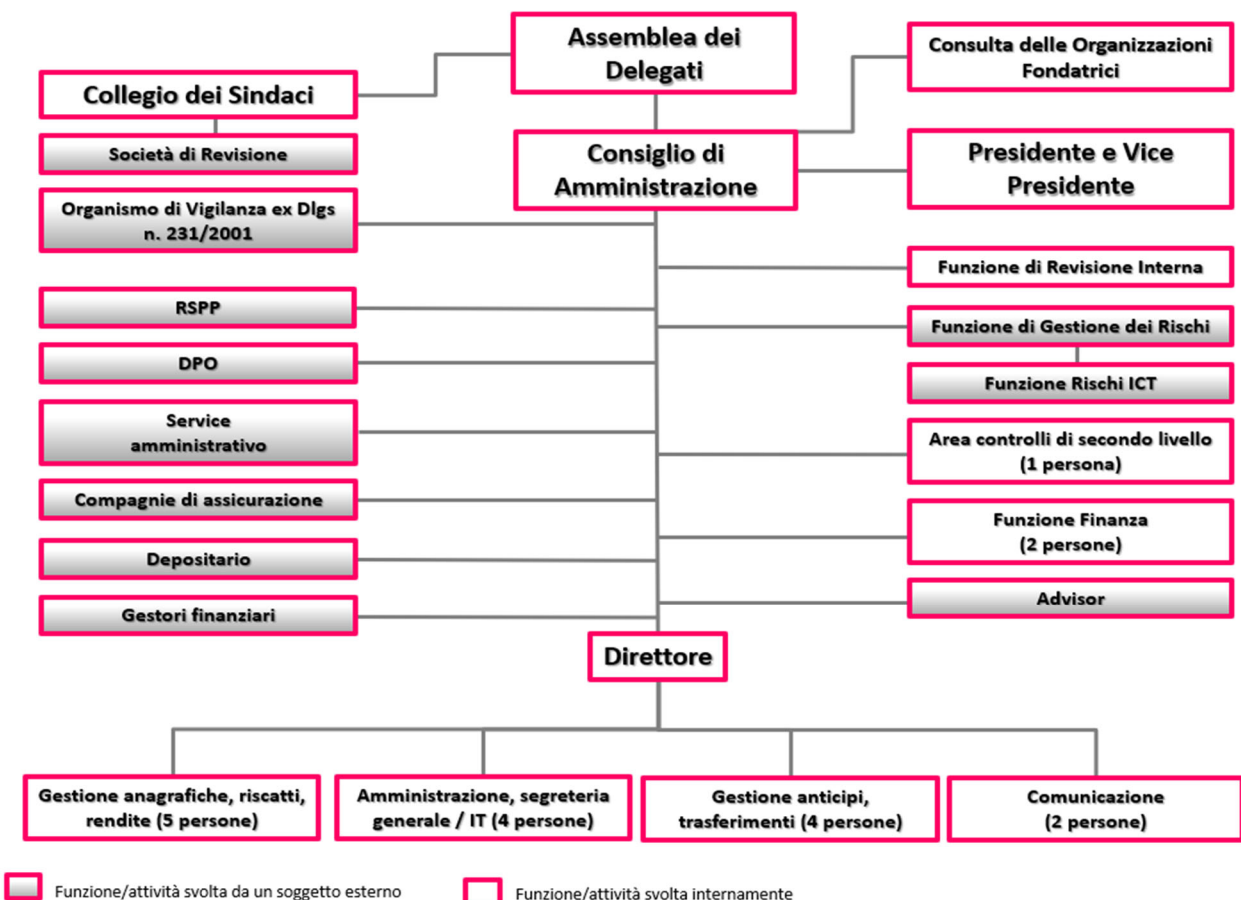 Assemblea dei
Delegati
Consulta delle Organizzazioni
Fondatrici
Collegio dei Sindaci
Società di Revisione
Consiglio di
Amministrazione
Presidente e Vice
Presidente
Organismo di Vigilanza ex Dlgs
n. 231/2001
Funzione di Revisione Interna
RSPP
Funzione di Gestione dei Rischi
DPO
Funzione Rischi ICT
Service
amministrativo
Area controlli di secondo livello
(1 persona)
Compagnie di assicurazione
Funzione Finanza
(2 persone)
Depositario
Advisor
Gestori finanziari
Direttore
Gestione anagrafiche, riscatti,
rendite (5 persone)
Amministrazione, segreteria
generale / IT (4 persone)
Gestione anticipi,
trasferimenti (4 persone)
Comunicazione
(2 persone)
Funzione/attività svolta da un soggetto esterno
Funzione/attività svolta internamente